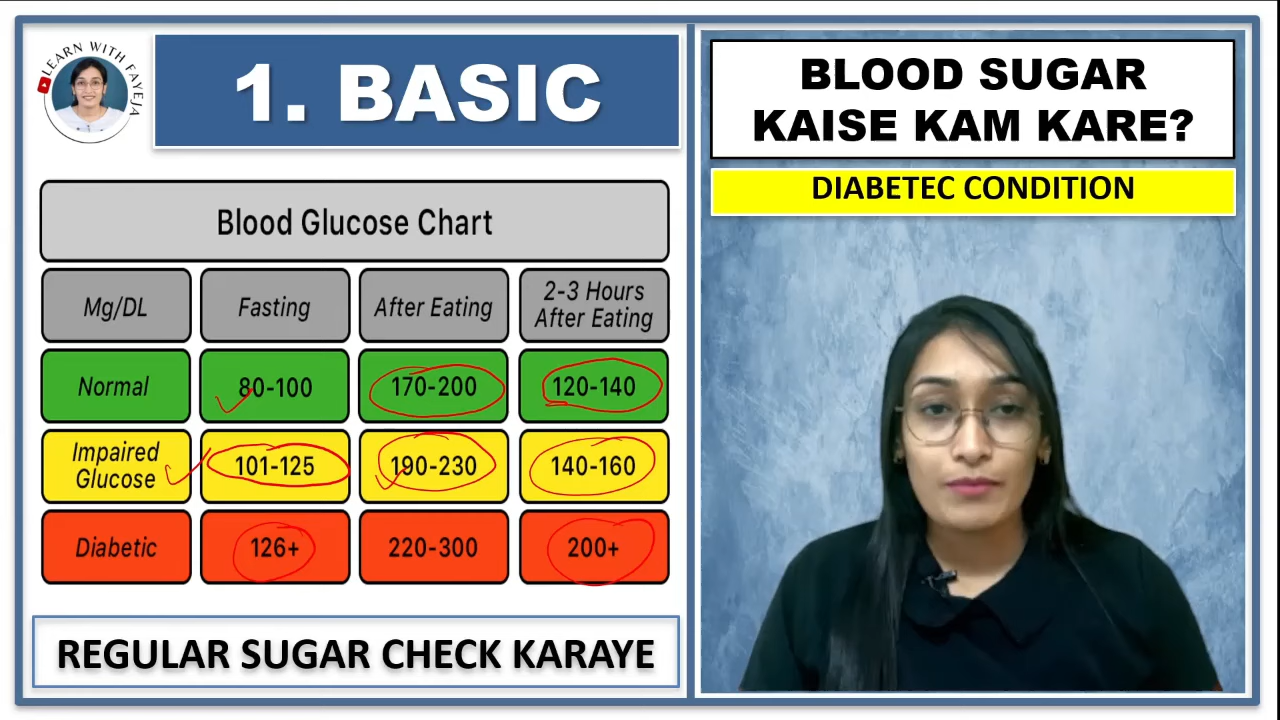 LEARN WITH FAYEJA
1. BASIC
BLOOD SUGAR
KAISE KAM KARE?
DIABETEC CONDITION
Blood Glucose Chart
Mg/DL Fasting After Eating 2-3 Hours After Eating
Normal 80-100 170-200 120-140
Impaired Glucose 101-125 190-230 140-160
Diabetic 126+ 220-300 200+
REGULAR SUGAR CHECK KARAYE